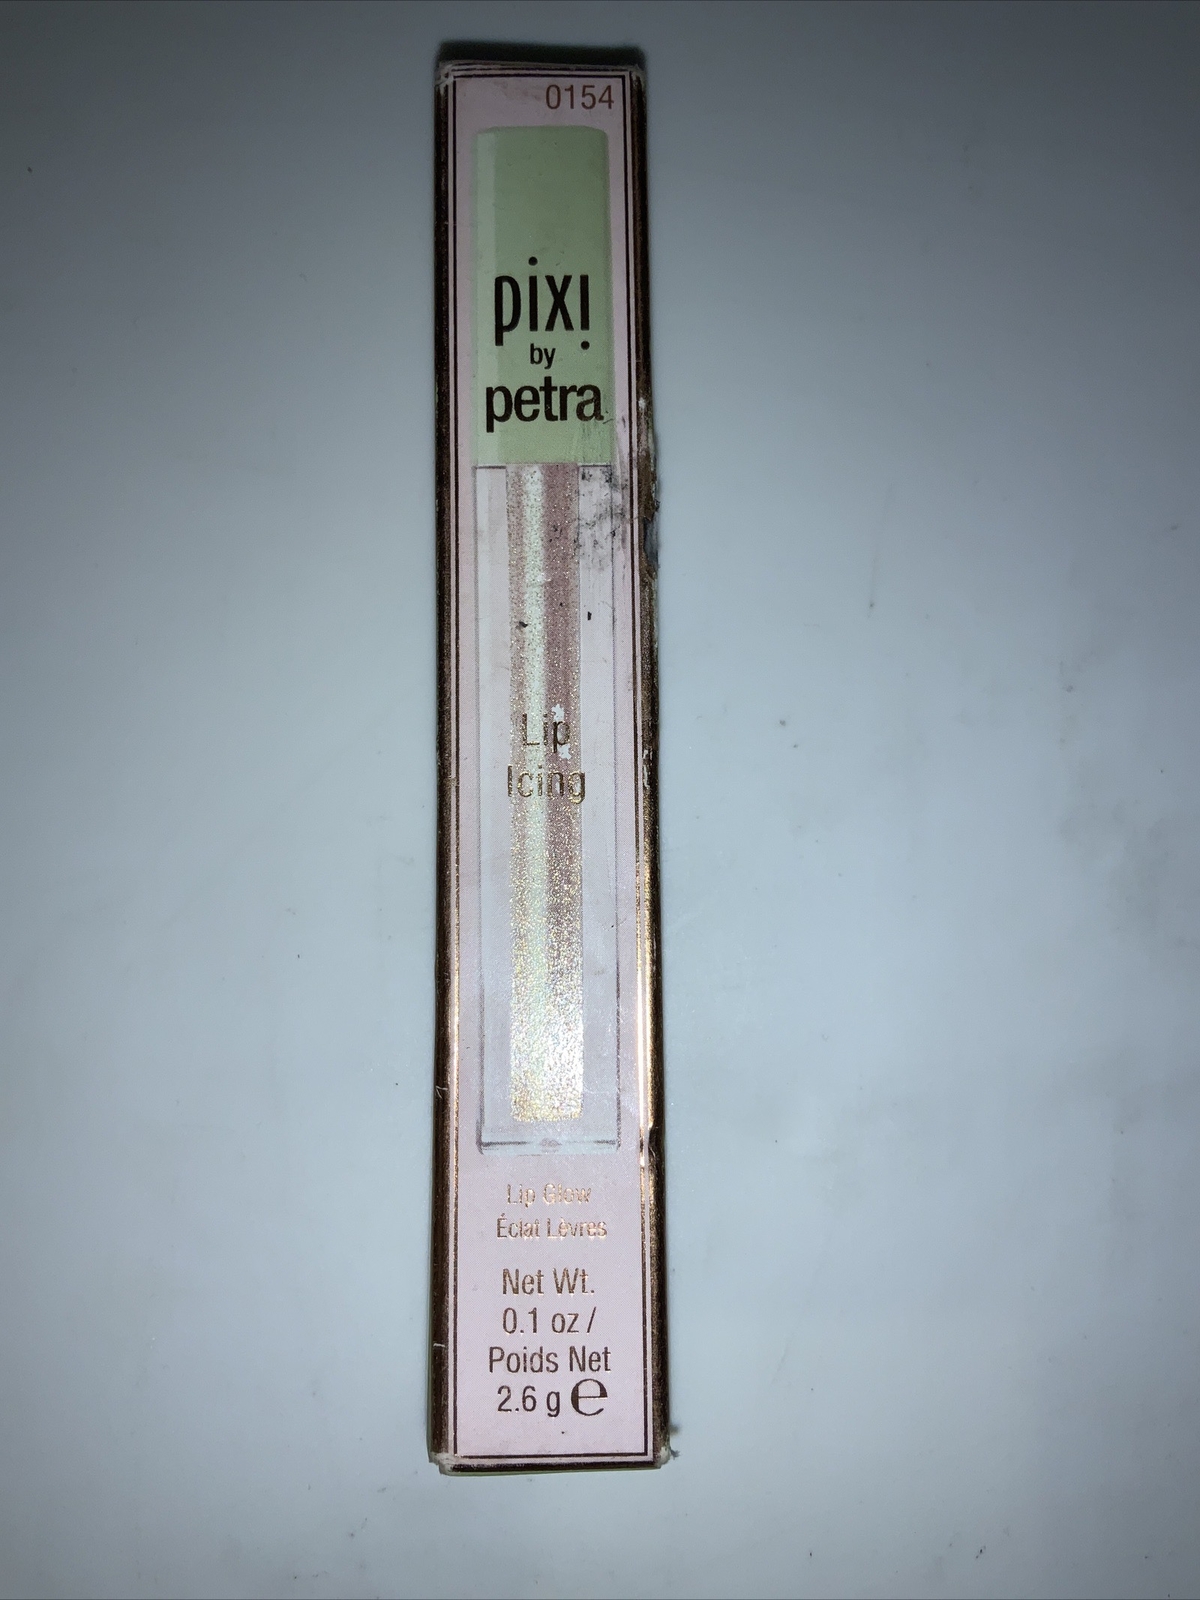 0154
pixi
by
petra
Lip
Icing
Lip Glow
Éclat Lèvres
Net Wt.
0.1 oz /
Poids Net
2.6 g ℮